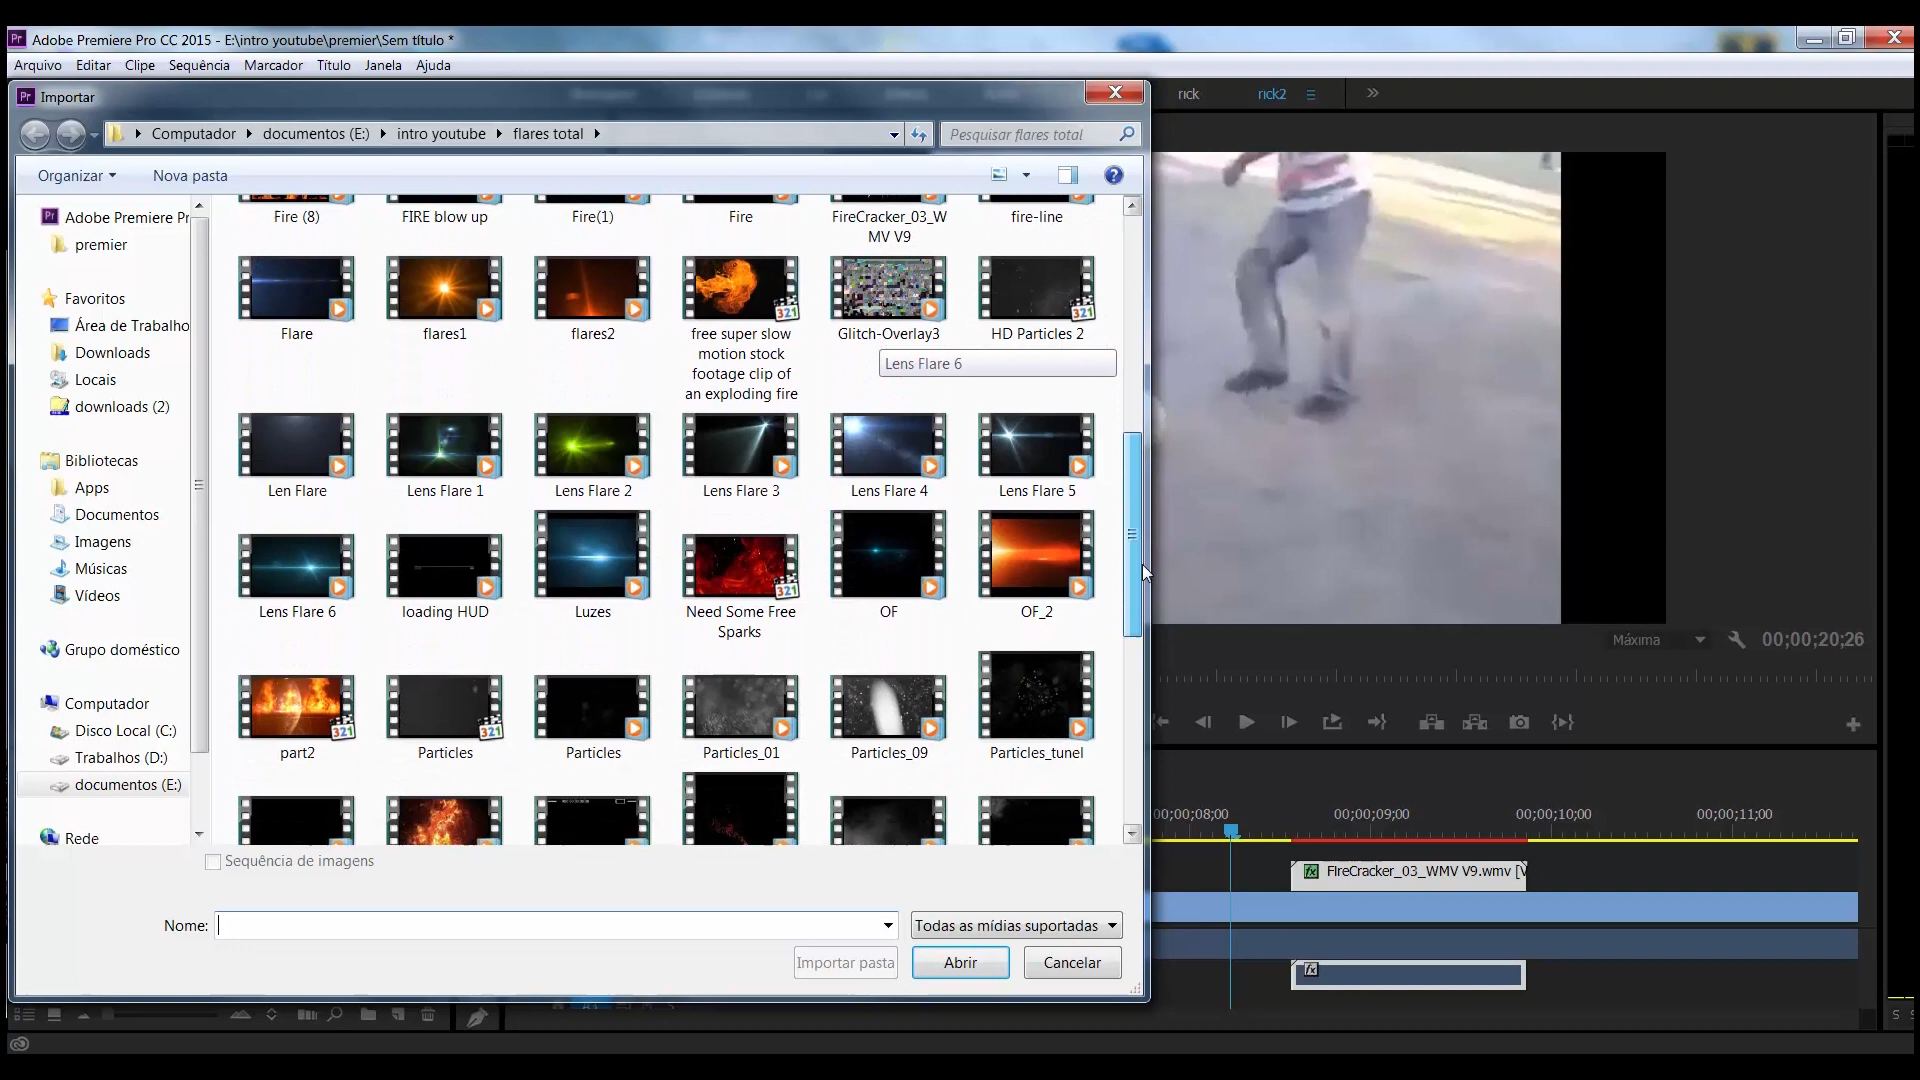 Adobe Premiere Pro CC 2015 - E:\intro youtube\premier\Sem título *
Arquivo Editar Clipe Sequência Marcador Título Janela Ajuda
Importar
rick rick2
Computador documentos (E:) intro youtube flares total
Pesquisar flares total
Organizar Nova pasta
Adobe Premiere Pr
premier
Favoritos
Área de Trabalho
Downloads
Locais
downloads (2)
Bibliotecas
Apps
Documentos
Imagens
Músicas
Vídeos
Grupo doméstico
Computador
Disco Local (C:)
Trabalhos (D:)
documentos (E:)
Rede
Fire (8) FIRE blow up Fire(1) Fire FireCracker_03_W fire-line
MV V9
Flare flares1 flares2 free super slow Glitch-Overlay3 HD Particles 2
motion stock
footage clip of
an exploding fire
Lens Flare 6
Len Flare Lens Flare 1 Lens Flare 2 Lens Flare 3 Lens Flare 4 Lens Flare 5
Lens Flare 6 loading HUD Luzes Need Some Free OF OF_2
Sparks
part2 Particles Particles Particles_01 Particles_09 Particles_tunel
Sequência de imagens
Nome:
Todas as mídias suportadas
Importar pasta Abrir Cancelar
Máxima 00;00;20;26
00;00;08;00 00;00;09;00 00;00;10;00 00;00;11;00
fx FireCracker_03_WMV V9.wmv [V
fx
S